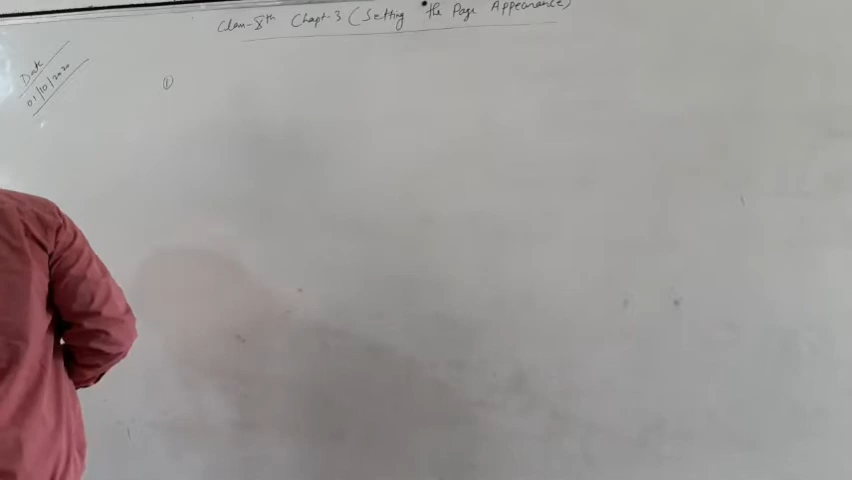 Class-8th Chapt-3 (Setting the Page Appearance)
Date
01/10/2020
①